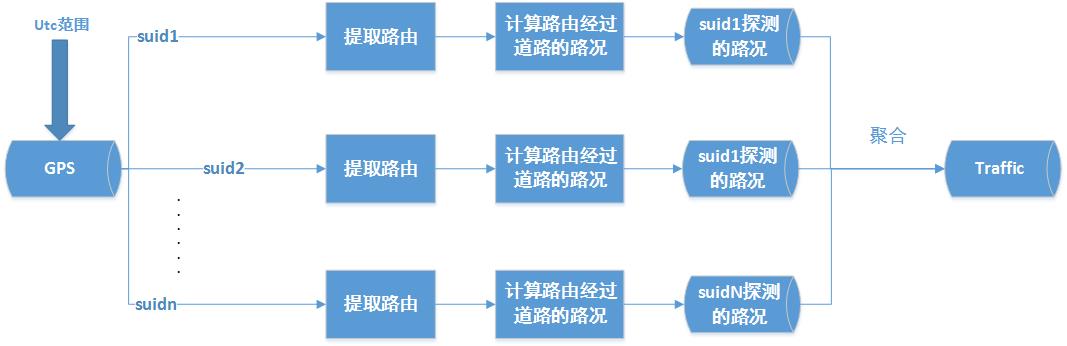 Utc范围
GPS
suid1
提取路由
计算路由经过
道路的路况
suid1探测
的路况
suid2
提取路由
计算路由经过
道路的路况
suid1探测
的路况
suidn
提取路由
计算路由经过
道路的路况
suidN探测
的路况
聚合
Traffic